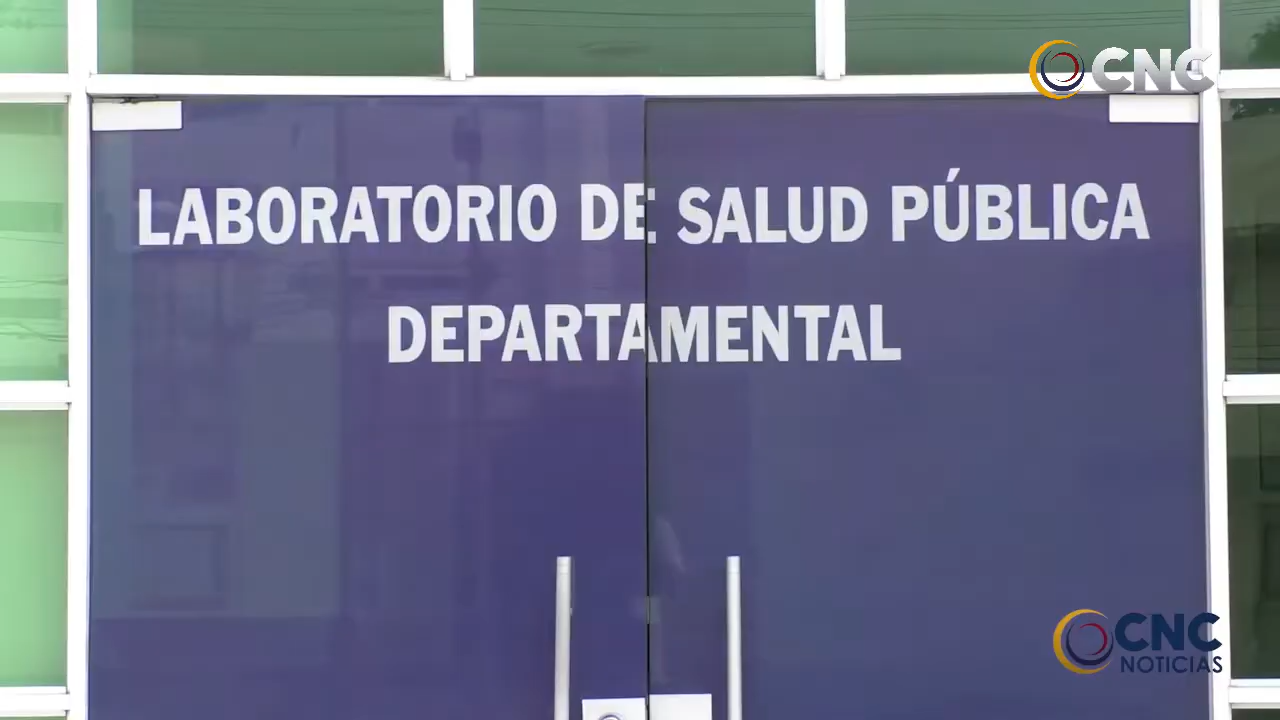 CNC
LABORATORIO DE SALUD PÚBLICA
DEPARTAMENTAL
CNC
NOTICIAS